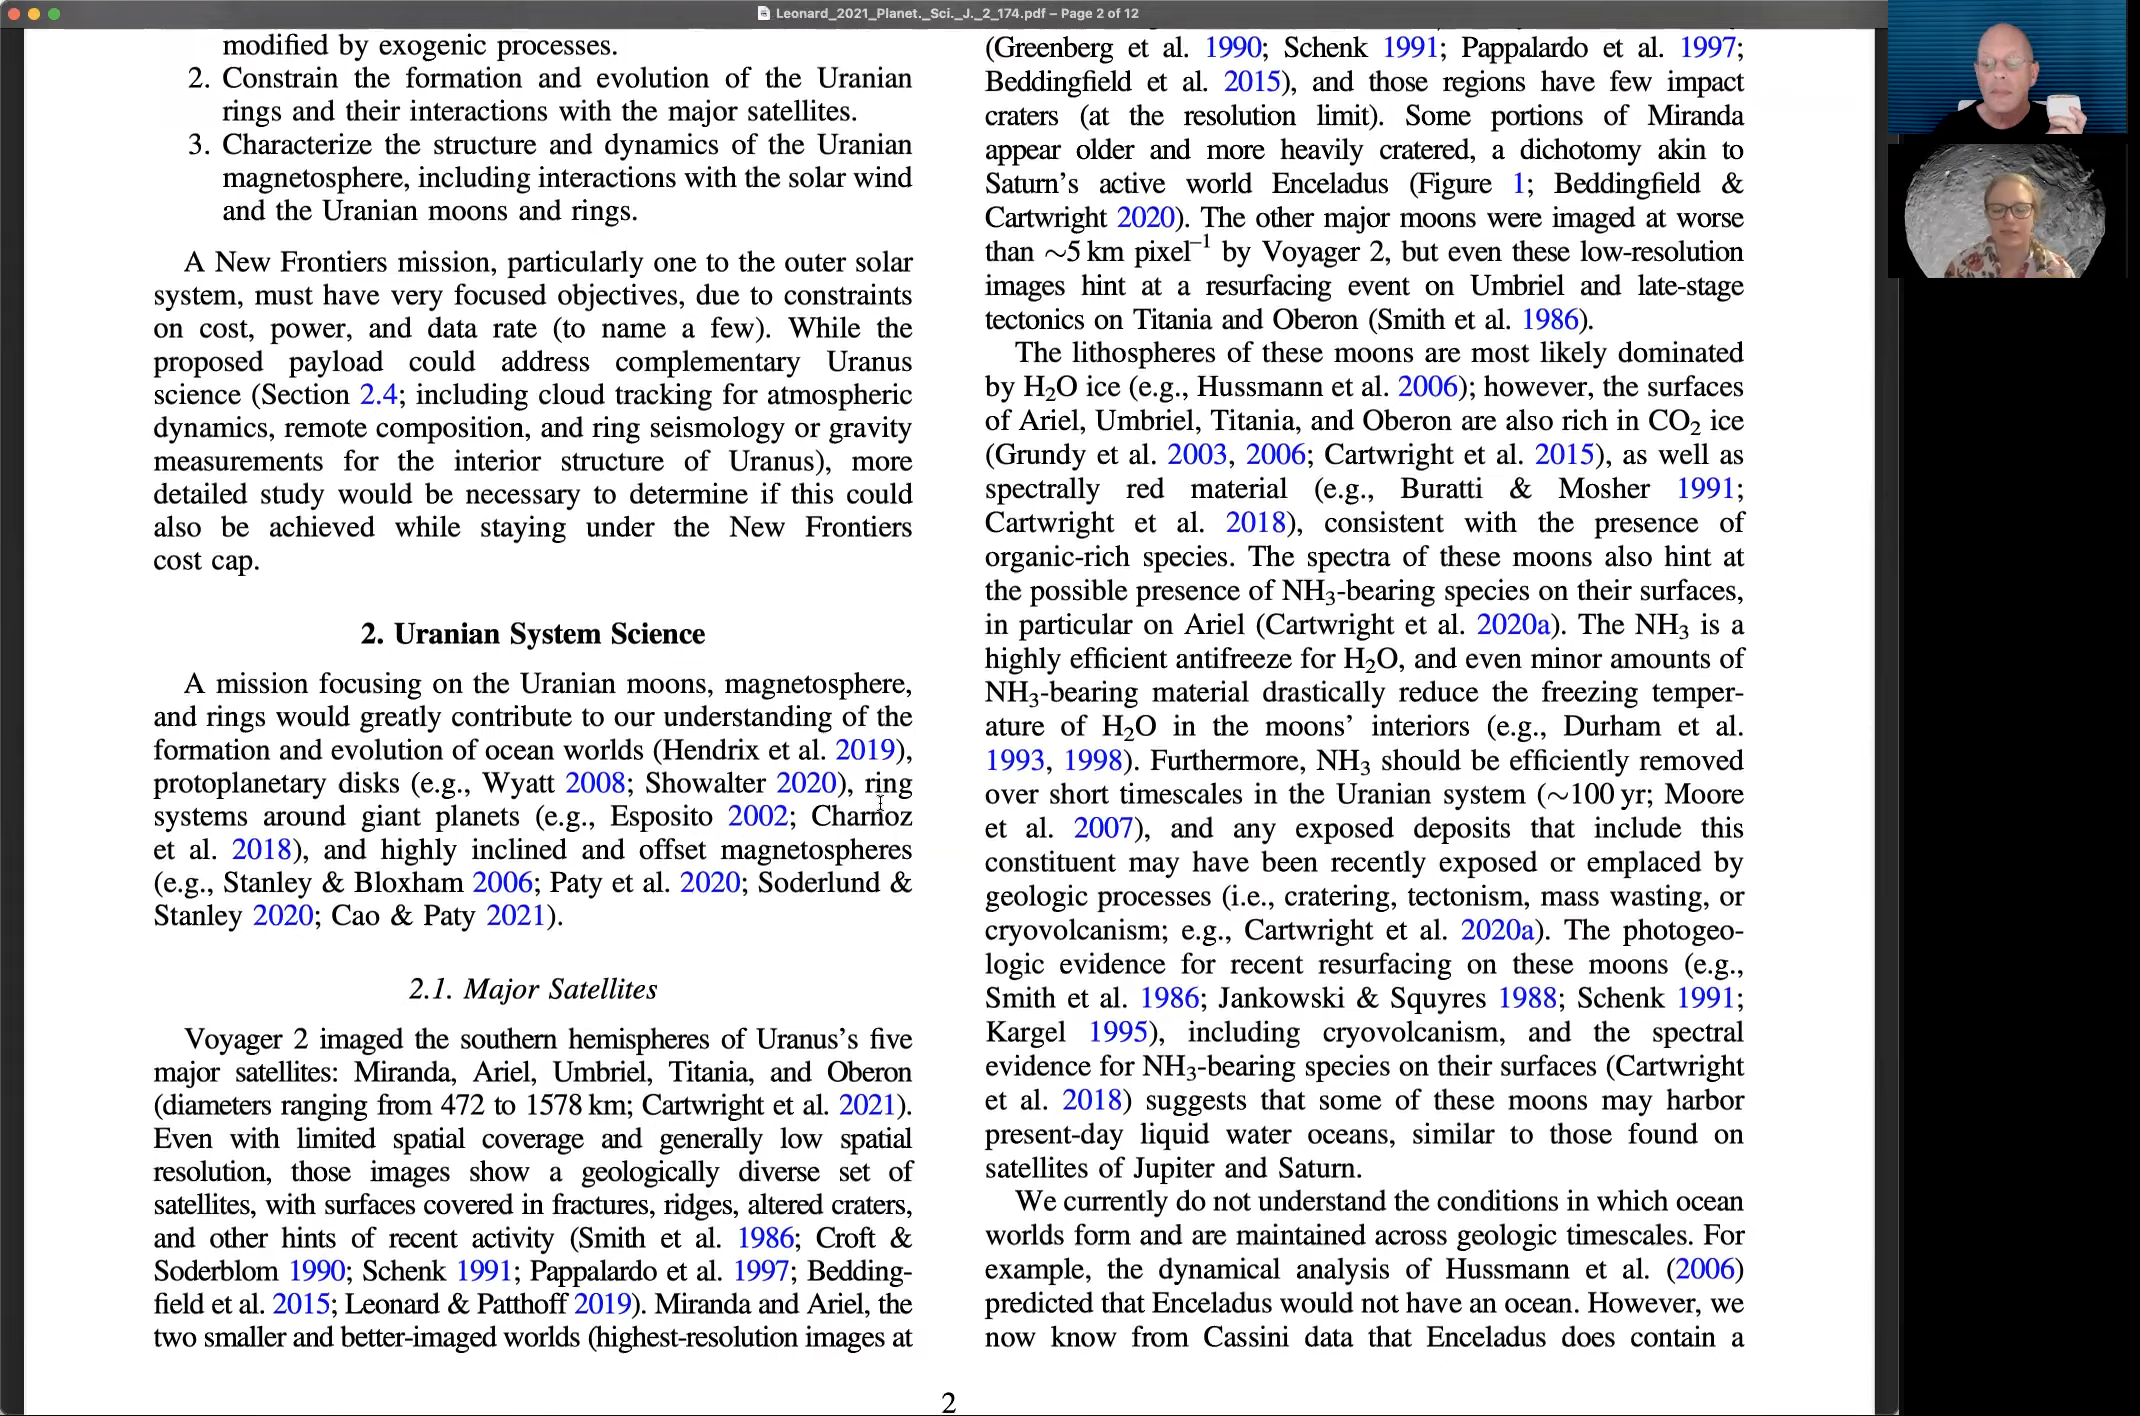 Leonard_2021_Planet._Sci._J._2_174.pdf – Page 2 of 12
modified by exogenic processes.
2. Constrain the formation and evolution of the Uranian
rings and their interactions with the major satellites.
3. Characterize the structure and dynamics of the Uranian
magnetosphere, including interactions with the solar wind
and the Uranian moons and rings.
A New Frontiers mission, particularly one to the outer solar
system, must have very focused objectives, due to constraints
on cost, power, and data rate (to name a few). While the
proposed payload could address complementary Uranus
science (Section 2.4; including cloud tracking for atmospheric
dynamics, remote composition, and ring seismology or gravity
measurements for the interior structure of Uranus), more
detailed study would be necessary to determine if this could
also be achieved while staying under the New Frontiers
cost cap.
2. Uranian System Science
A mission focusing on the Uranian moons, magnetosphere,
and rings would greatly contribute to our understanding of the
formation and evolution of ocean worlds (Hendrix et al. 2019),
protoplanetary disks (e.g., Wyatt 2008; Showalter 2020), ring
systems around giant planets (e.g., Esposito 2002; Charnoz
et al. 2018), and highly inclined and offset magnetospheres
(e.g., Stanley & Bloxham 2006; Paty et al. 2020; Soderlund &
Stanley 2020; Cao & Paty 2021).
2.1. Major Satellites
Voyager 2 imaged the southern hemispheres of Uranus's five
major satellites: Miranda, Ariel, Umbriel, Titania, and Oberon
(diameters ranging from 472 to 1578 km; Cartwright et al. 2021).
Even with limited spatial coverage and generally low spatial
resolution, those images show a geologically diverse set of
satellites, with surfaces covered in fractures, ridges, altered craters,
and other hints of recent activity (Smith et al. 1986; Croft &
Soderblom 1990; Schenk 1991; Pappalardo et al. 1997; Bedding-
field et al. 2015; Leonard & Patthoff 2019). Miranda and Ariel, the
two smaller and better-imaged worlds (highest-resolution images at
(Greenberg et al. 1990; Schenk 1991; Pappalardo et al. 1997;
Beddingfield et al. 2015), and those regions have few impact
craters (at the resolution limit). Some portions of Miranda
appear older and more heavily cratered, a dichotomy akin to
Saturn's active world Enceladus (Figure 1; Beddingfield &
Cartwright 2020). The other major moons were imaged at worse
than ∼5 km pixel⁻¹ by Voyager 2, but even these low-resolution
images hint at a resurfacing event on Umbriel and late-stage
tectonics on Titania and Oberon (Smith et al. 1986).
The lithospheres of these moons are most likely dominated
by H₂O ice (e.g., Hussmann et al. 2006); however, the surfaces
of Ariel, Umbriel, Titania, and Oberon are also rich in CO₂ ice
(Grundy et al. 2003, 2006; Cartwright et al. 2015), as well as
spectrally red material (e.g., Buratti & Mosher 1991;
Cartwright et al. 2018), consistent with the presence of
organic-rich species. The spectra of these moons also hint at
the possible presence of NH₃-bearing species on their surfaces,
in particular on Ariel (Cartwright et al. 2020a). The NH₃ is a
highly efficient antifreeze for H₂O, and even minor amounts of
NH₃-bearing material drastically reduce the freezing temper-
ature of H₂O in the moons' interiors (e.g., Durham et al.
1993, 1998). Furthermore, NH₃ should be efficiently removed
over short timescales in the Uranian system (∼100 yr; Moore
et al. 2007), and any exposed deposits that include this
constituent may have been recently exposed or emplaced by
geologic processes (i.e., cratering, tectonism, mass wasting, or
cryovolcanism; e.g., Cartwright et al. 2020a). The photogeo-
logic evidence for recent resurfacing on these moons (e.g.,
Smith et al. 1986; Jankowski & Squyres 1988; Schenk 1991;
Kargel 1995), including cryovolcanism, and the spectral
evidence for NH₃-bearing species on their surfaces (Cartwright
et al. 2018) suggests that some of these moons may harbor
present-day liquid water oceans, similar to those found on
satellites of Jupiter and Saturn.
We currently do not understand the conditions in which ocean
worlds form and are maintained across geologic timescales. For
example, the dynamical analysis of Hussmann et al. (2006)
predicted that Enceladus would not have an ocean. However, we
now know from Cassini data that Enceladus does contain a
2